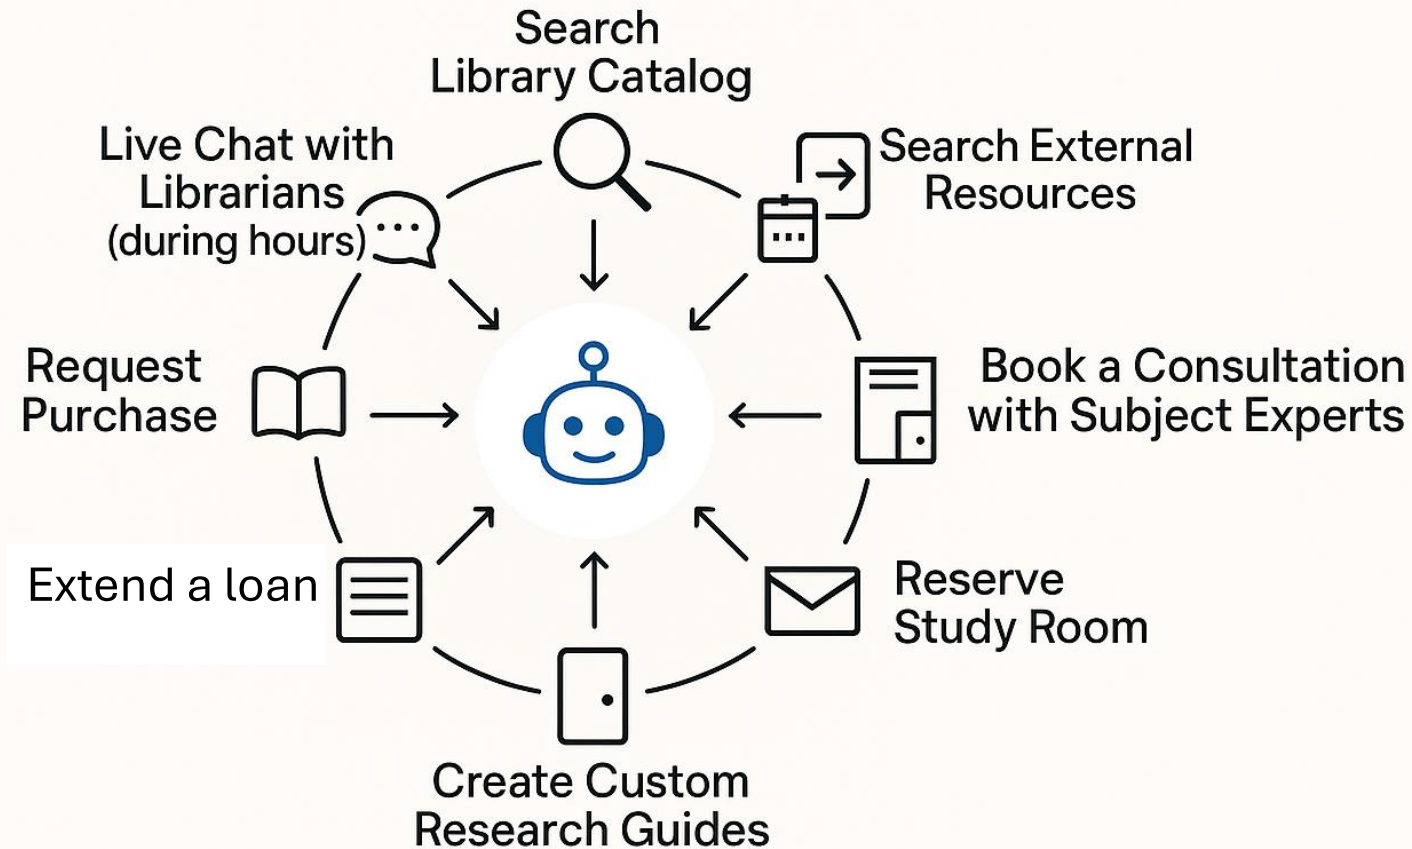 Search
Library Catalog
Live Chat with
Librarians
(during hours)
Search External
Resources
Request
Purchase
Book a Consultation
with Subject Experts
Extend a loan
Reserve
Study Room
Create Custom
Research Guides